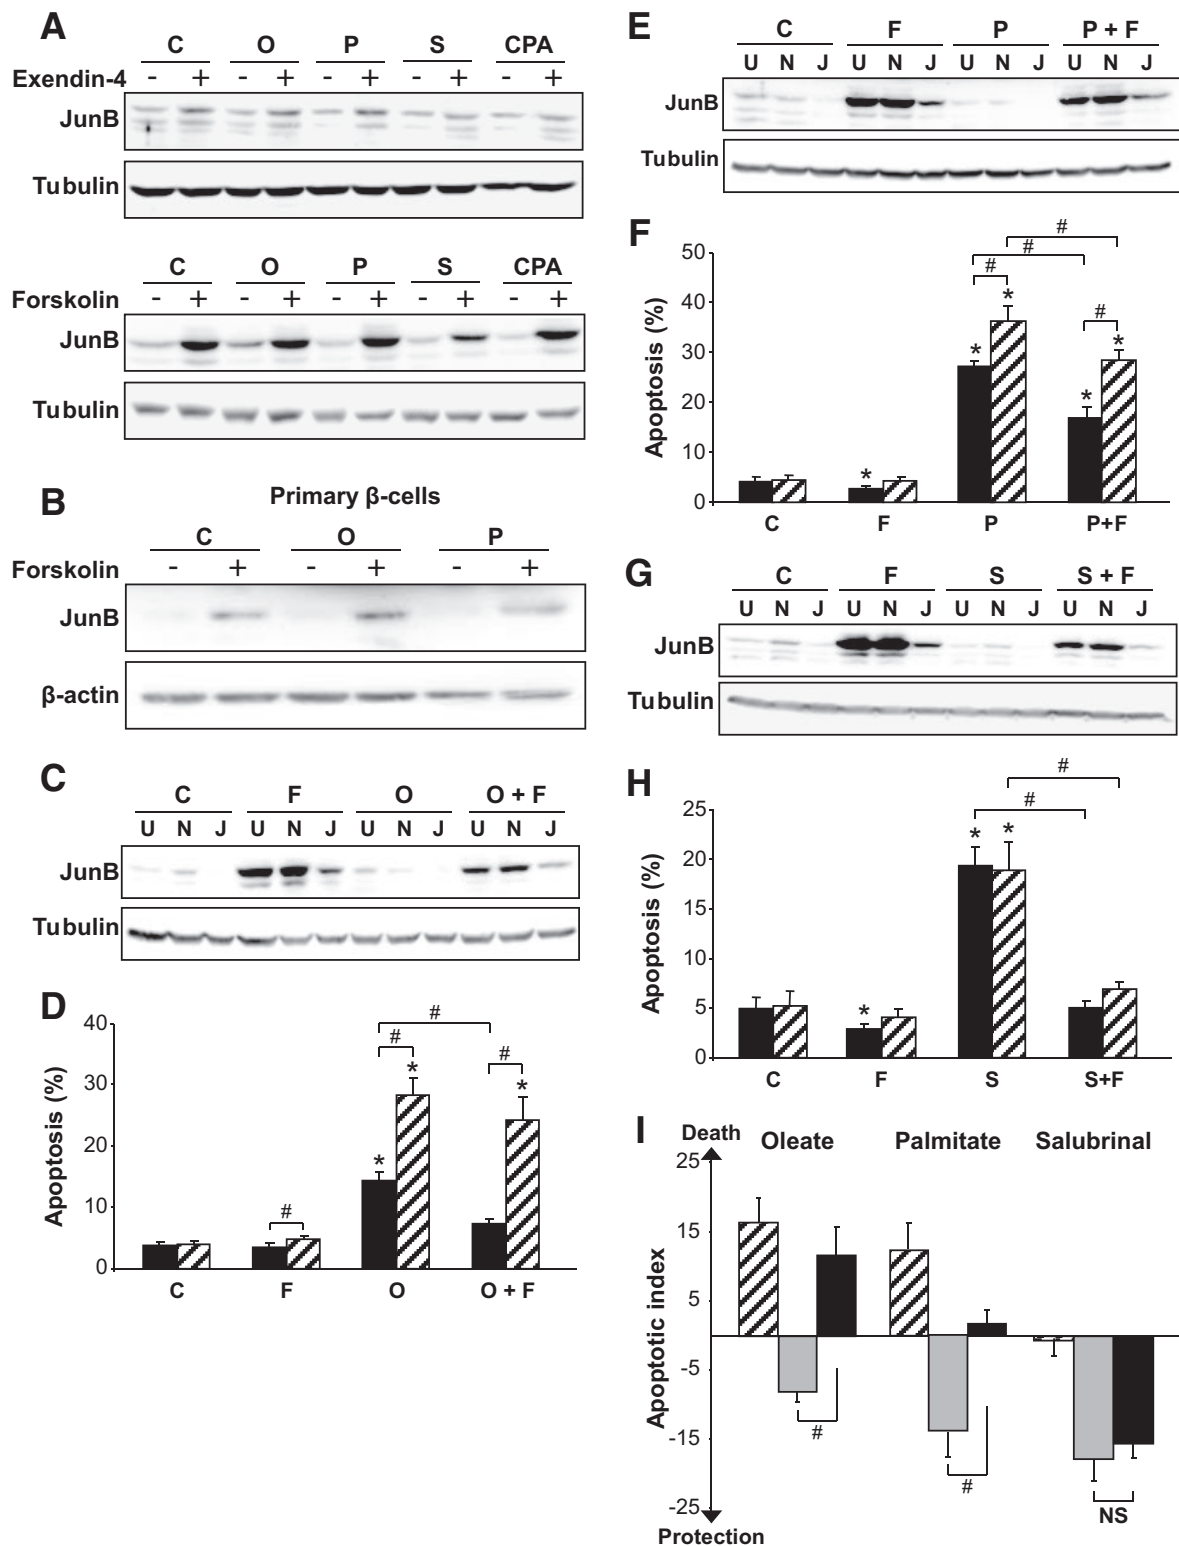 A
C O P S CPA
Exendin-4 - + - + - + - + - +
JunB
Tubulin
C O P S CPA
Forskolin - + - + - + - + - +
JunB
Tubulin
B
Primary β-cells
C O P
Forskolin - + - + - +
JunB
β-actin
C
C F O O + F
U N J U N J U N J U N J
JunB
Tubulin
D
Apoptosis (%)
40
30
20
10
0
#
#
#
#
*
*
*
C F O O + F
E
C F P P + F
U N J U N J U N J U N J
JunB
Tubulin
F
Apoptosis (%)
50
40
30
20
10
0
#
#
#
#
*
*
*
*
*
C F P P+F
G
C F S S + F
U N J U N J U N J U N J
JunB
Tubulin
H
Apoptosis (%)
25
20
15
10
5
0
#
#
*
*
*
C F S S+F
I
Death Oleate Palmitate Salubrinal
Apoptotic index
25
15
5
-5
-15
-25
#
#
NS
Protection